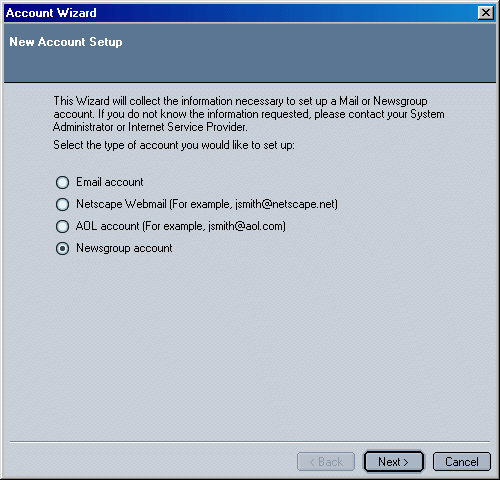 Account Wizard
New Account Setup
This Wizard will collect the information necessary to set up a Mail or Newsgroup
account. If you do not know the information requested, please contact your System
Administrator or Internet Service Provider.
Select the type of account you would like to set up:
Email account
Netscape Webmail (For example, jsmith@netscape.net)
AOL account (For example, jsmith@aol.com)
Newsgroup account
< Back Next > Cancel